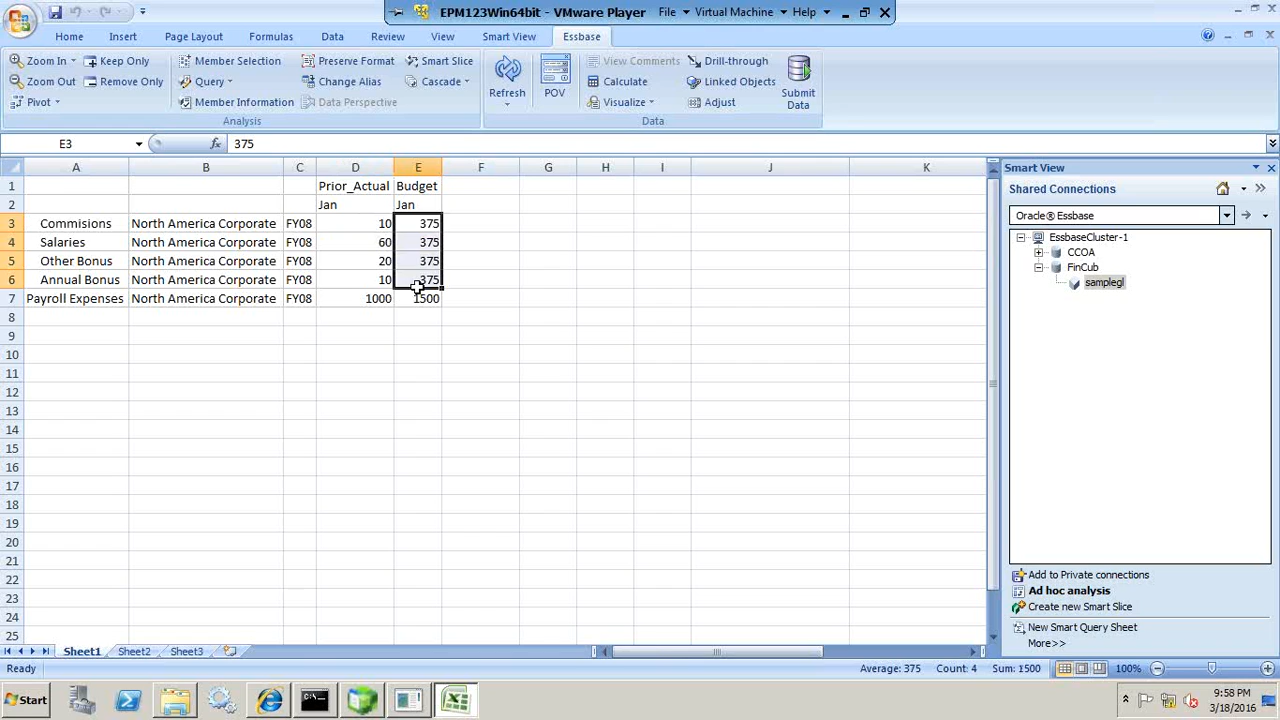 EPM123Win64bit - VMware Player File Virtual Machine Help
Home Insert Page Layout Formulas Data Review View Smart View Essbase
Zoom In Keep Only Member Selection Preserve Format Smart Slice View Comments Drill-through
Zoom Out Remove Only Query Change Alias Cascade Refresh POV Calculate Linked Objects Submit Data
Pivot Member Information Data Perspective Visualize Adjust
Analysis Data
E3 fx 375
A B C D E F G H I J K
1 Prior_Actual Budget
2 Jan Jan
3 Commisions North America Corporate FY08 10 375
4 Salaries North America Corporate FY08 60 375
5 Other Bonus North America Corporate FY08 20 375
6 Annual Bonus North America Corporate FY08 10 375
7 Payroll Expenses North America Corporate FY08 1000 1500
8
9
10
11
12
13
14
15
16
17
18
19
20
21
22
23
24
25
Smart View
Shared Connections
Oracle® Essbase
EssbaseCluster-1
CCOA
FinCub
samplegl
Add to Private connections
Ad hoc analysis
Create new Smart Slice
New Smart Query Sheet
More>>
Sheet1 Sheet2 Sheet3
Ready Average: 375 Count: 4 Sum: 1500 100%
Start 9:58 PM
3/18/2016